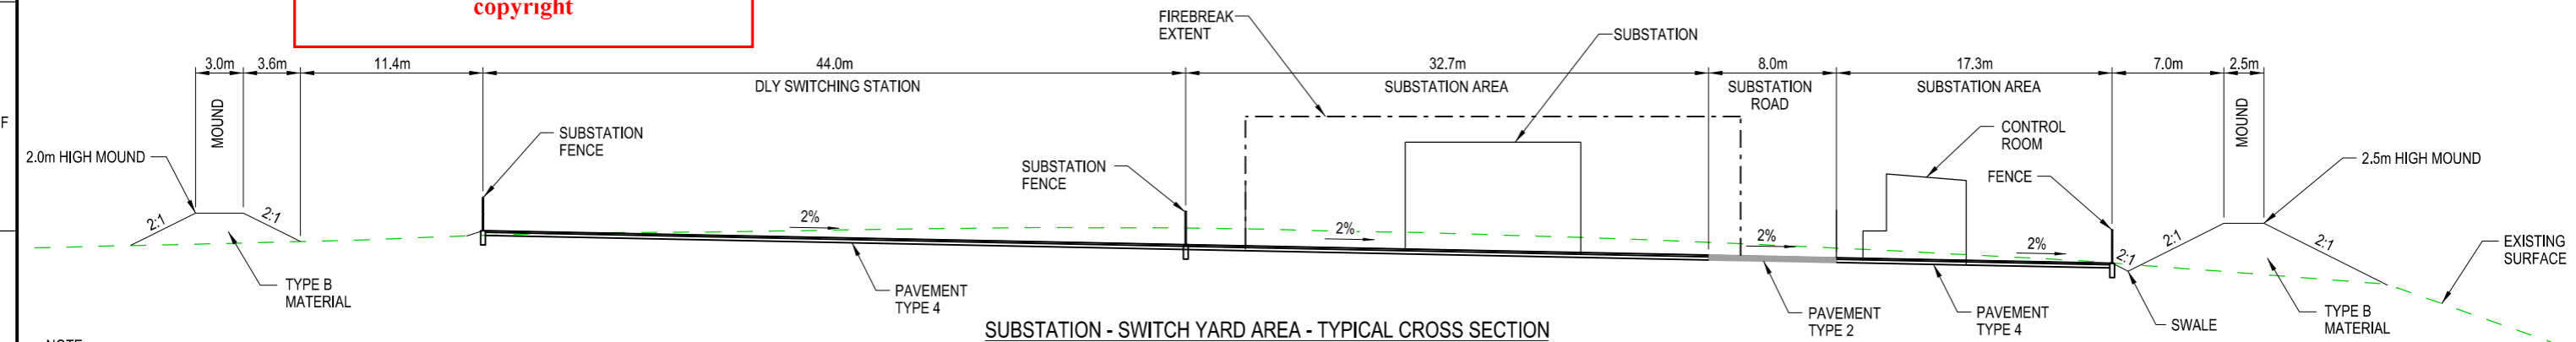 copyright
FIREBREAK
EXTENT
SUBSTATION
3.0m
3.6m
11.4m
44.0m
32.7m
8.0m
17.3m
7.0m
2.5m
MOUND
DLY SWITCHING STATION
SUBSTATION AREA
SUBSTATION
ROAD
SUBSTATION AREA
MOUND
F
2.0m HIGH MOUND
SUBSTATION
FENCE
SUBSTATION
FENCE
CONTROL
ROOM
FENCE
2.5m HIGH MOUND
2:1
2:1
2%
2%
2%
2%
2:1
2:1
2:1
EXISTING
SURFACE
TYPE B
MATERIAL
PAVEMENT
TYPE 4
PAVEMENT
TYPE 2
PAVEMENT
TYPE 4
SWALE
TYPE B
MATERIAL
SUBSTATION - SWITCH YARD AREA - TYPICAL CROSS SECTION
NOTE